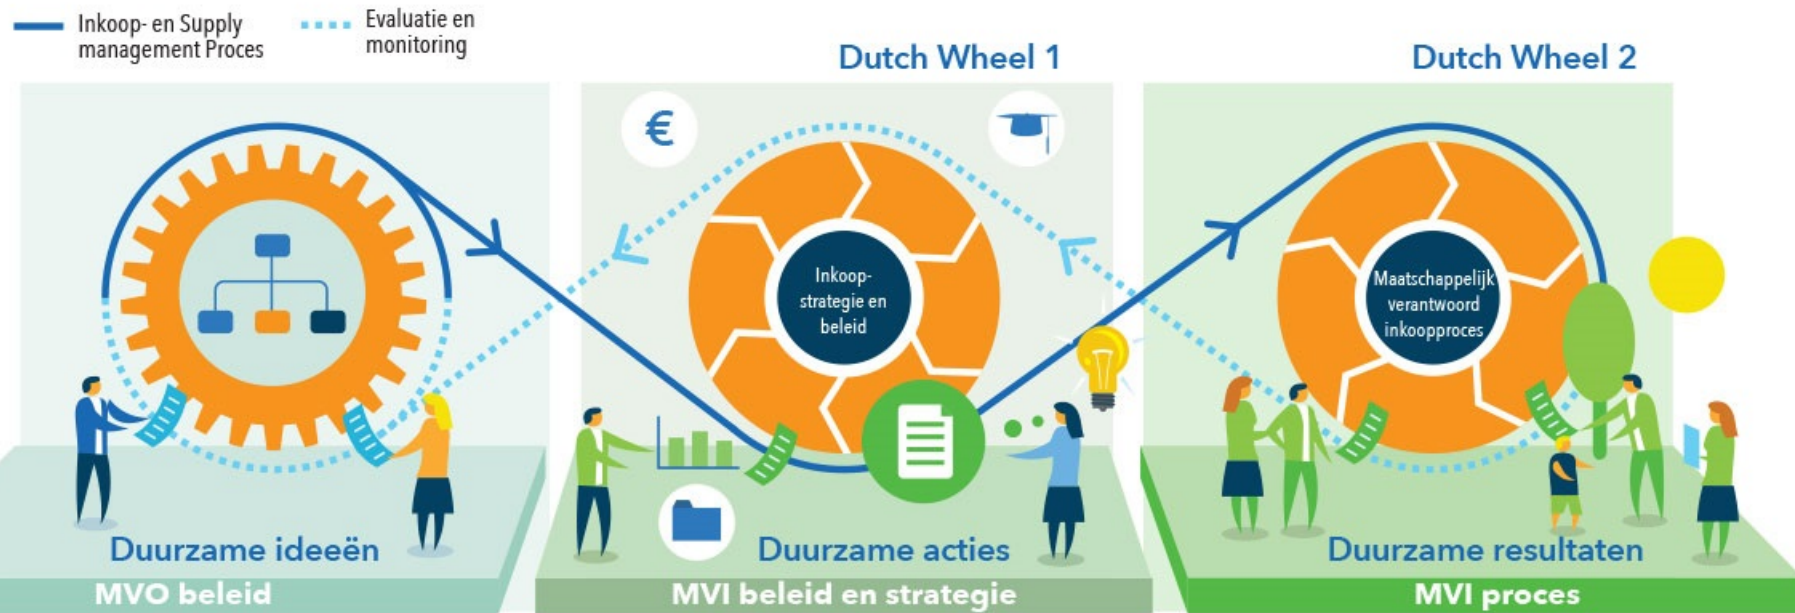 Inkoop- en Supply
management Proces
Evaluatie en
monitoring
Dutch Wheel 1
Dutch Wheel 2
€
Inkoop-
strategie en
beleid
Maatschappelijk
verantwoord
inkoopproces
Duurzame ideeën
Duurzame acties
Duurzame resultaten
MVO beleid
MVI beleid en strategie
MVI proces